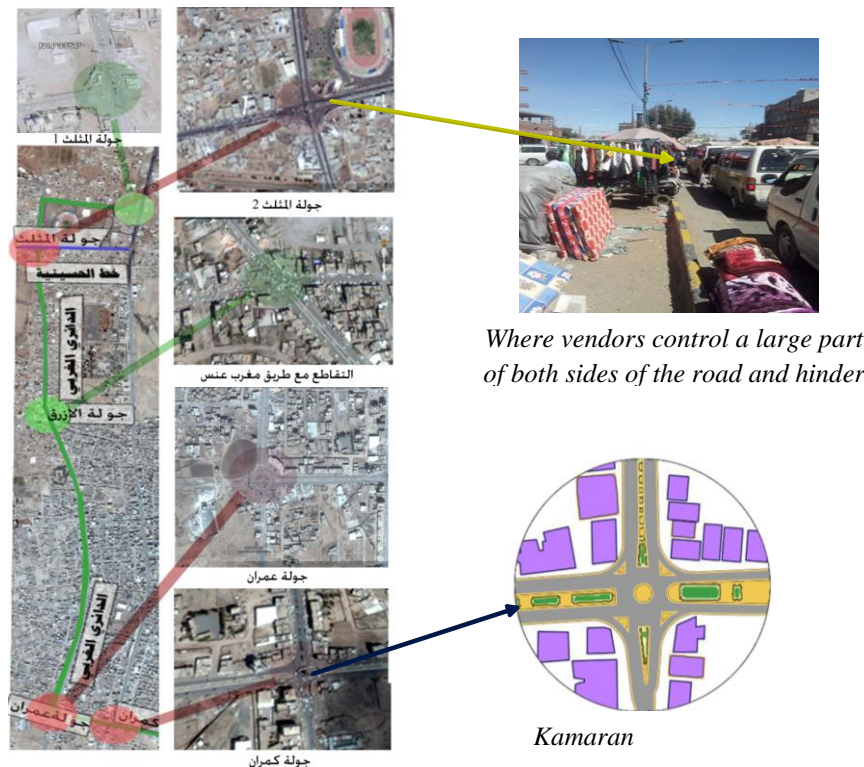 جولة المثلث 1
جولة المثلث 2
جولة المثلث
خط الحسينية
الدائري الغربي
التقاطع مع طريق مغرب عنس
جولة الازرق
جولة عمران
الدائري الغربي
جولة عمران
كمران
جولة كمران
Where vendors control a large part
of both sides of the road and hinder
Kamaran